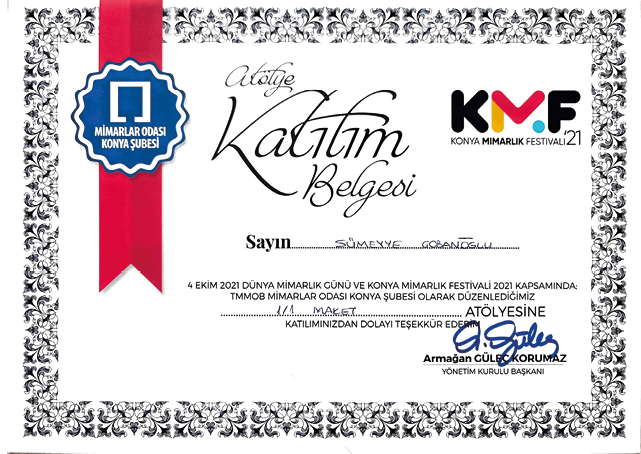 MİMARLAR ODASI
KONYA ŞUBESİ
Atölye
Katılım
Belgesi
KMF
KONYA MİMARLIK FESTİVALİ '21
Sayın SÜMEYYE GOBANOĞLU
4 EKİM 2021 DÜNYA MİMARLIK GÜNÜ VE KONYA MİMARLIK FESTİVALİ 2021 KAPSAMINDA;
TMMOB MİMARLAR ODASI KONYA ŞUBESİ OLARAK DÜZENLEDİĞİMİZ
1/1 MAKET ATÖLYESİNE
KATILIMINIZDAN DOLAYI TEŞEKKÜR EDERİM
A. Güleç
Armağan GÜLEÇ KORUMAZ
YÖNETİM KURULU BAŞKANI